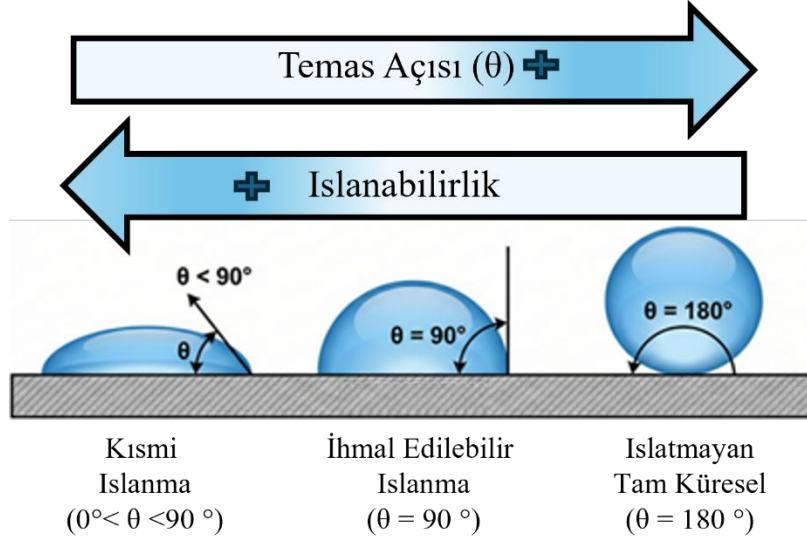 Temas Açısı (θ) +
+ Islanabilirlik
θ < 90°
θ
θ = 90°
θ = 180°
Kısmi
Islanma
(0°< θ <90 °)
İhmal Edilebilir
Islanma
(θ = 90 °)
Islatmayan
Tam Küresel
(θ = 180 °)